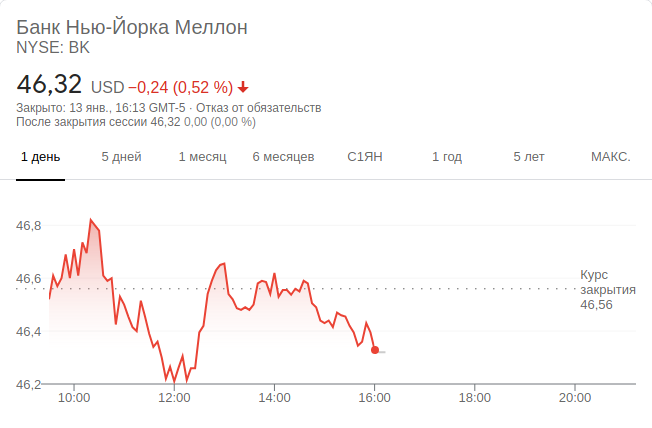 Банк Нью-Йорка Меллон
NYSE: BK
46,32 USD −0,24 (0,52 %)
Закрыто: 13 янв., 16:13 GMT-5 · Отказ от обязательств
После закрытия сессии 46,32 0,00 (0,00 %)
1 день 5 дней 1 месяц 6 месяцев С1ЯН 1 год 5 лет МАКС.
46,8
46,6
46,4
46,2
Курс
закрытия
46,56
10:00 12:00 14:00 16:00 18:00 20:00